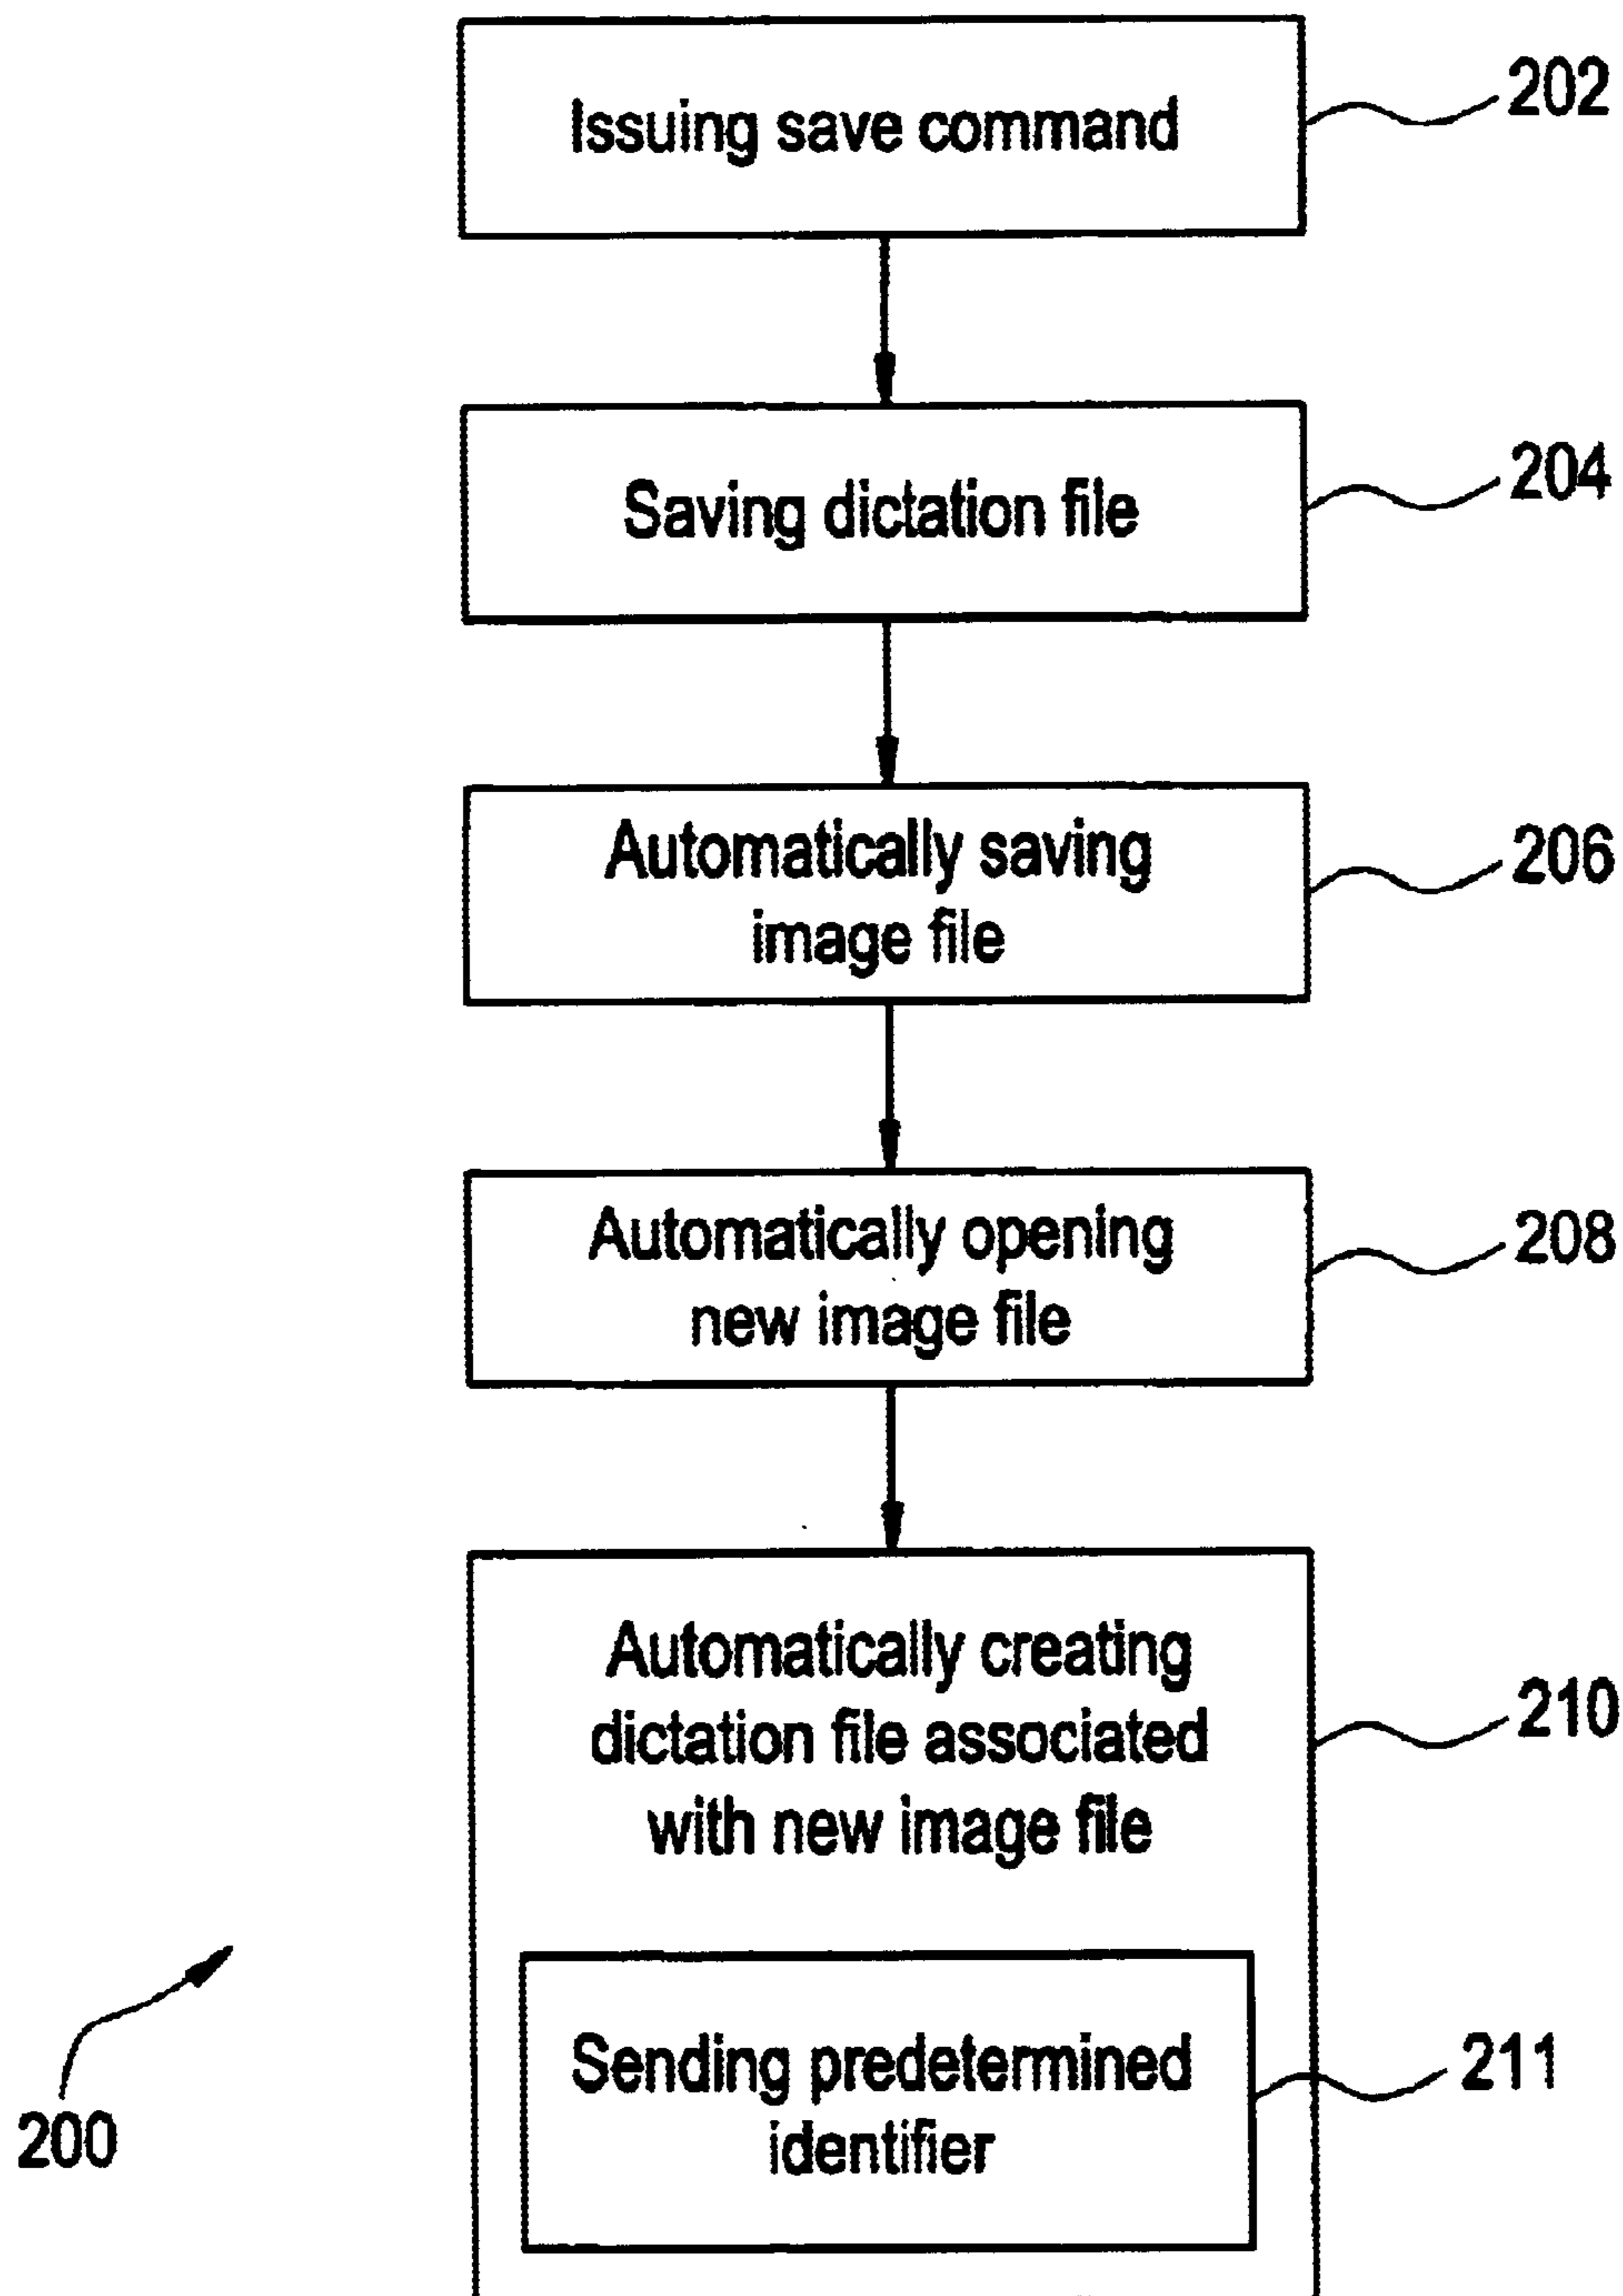 Issuing save command
202
Saving dictation file
204
Automatically saving
image file
206
Automatically opening
new image file
208
Automatically creating
dictation file associated
with new image file
210
Sending predetermined
identifier
211
200